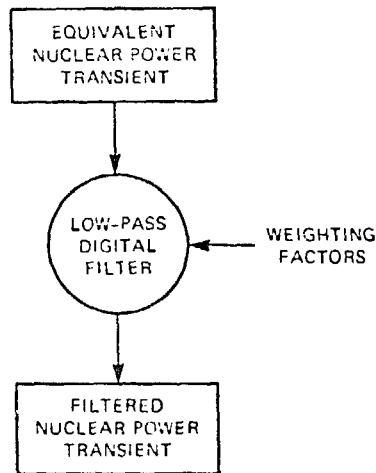 EQUIVALENT
NUCLEAR POWER
TRANSIENT
LOW-PASS
DIGITAL
FILTER
WEIGHTING
FACTORS
FILTERED
NUCLEAR POWER
TRANSIENT